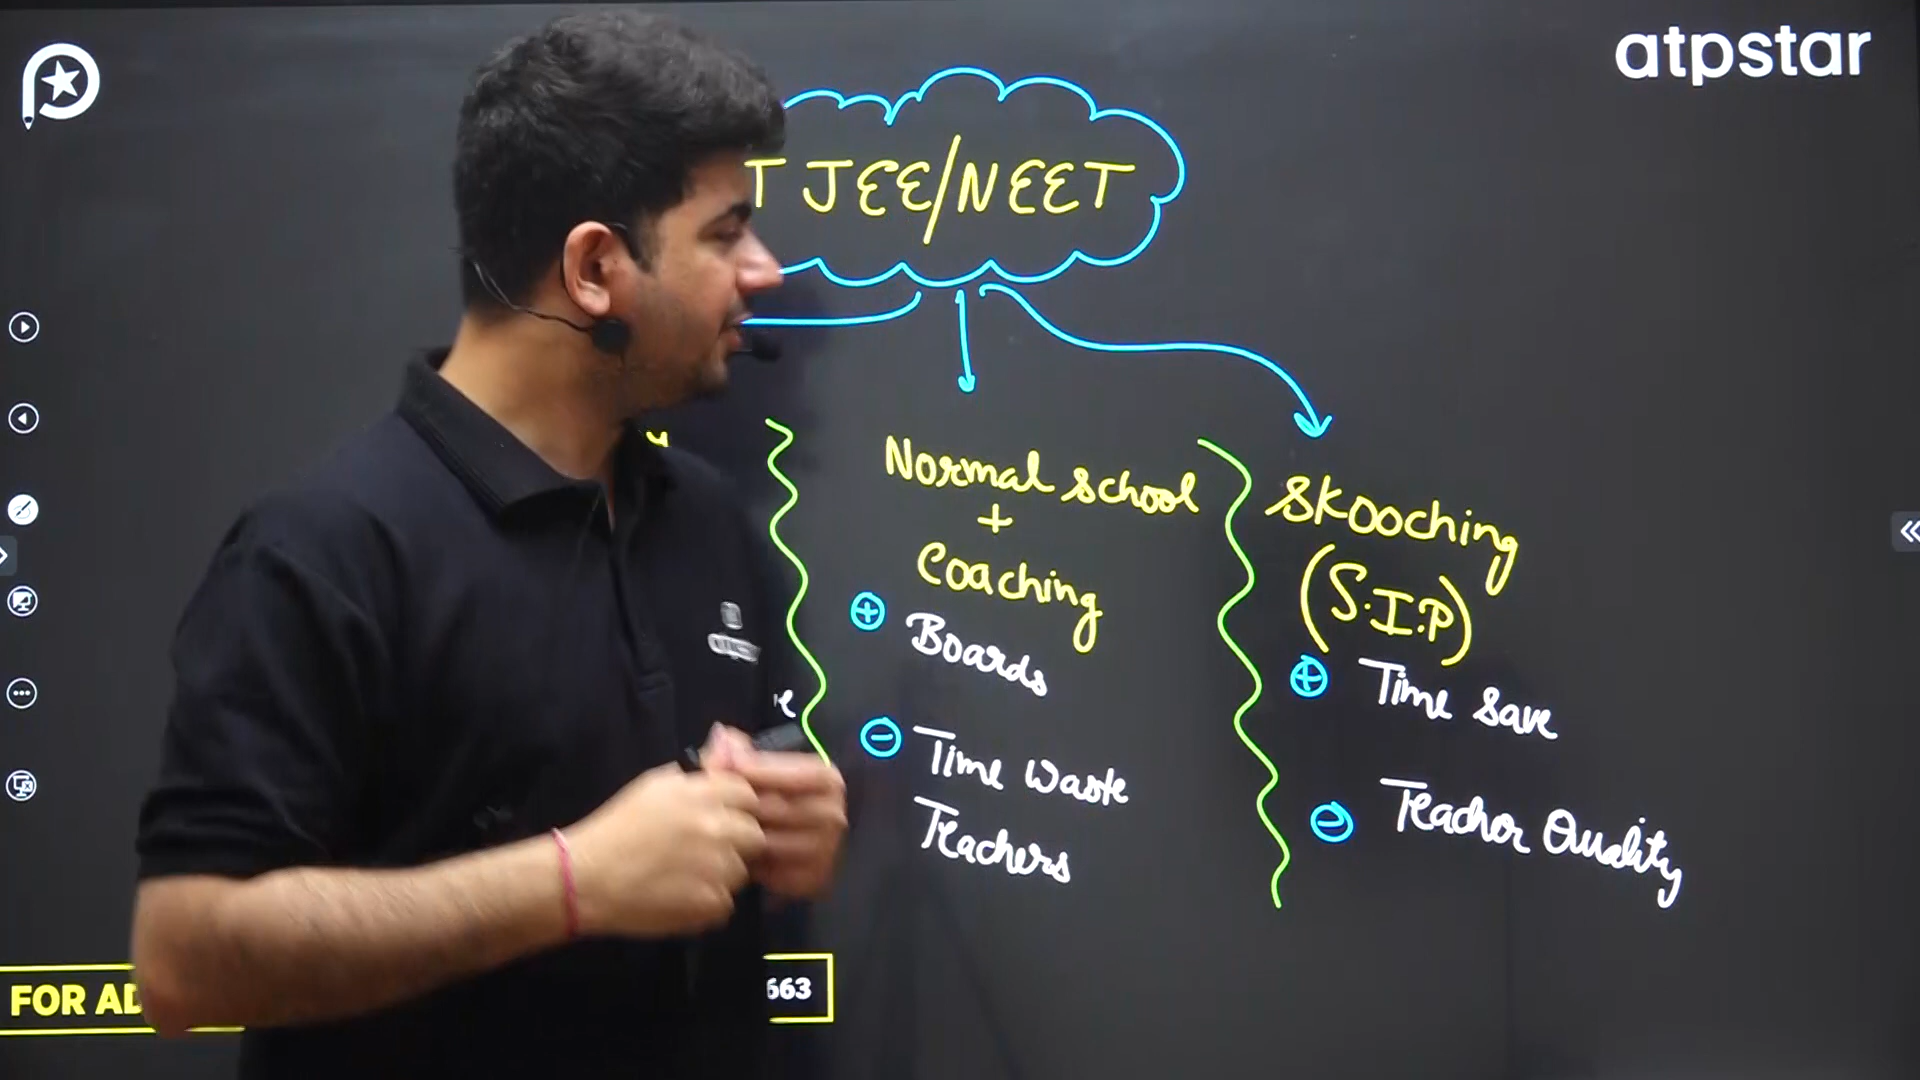 atpstar
T JEE/NEET
Normal School
+
Coaching
+ Boards
- Time Waste
Teachers
Skooching
(S.I.P)
+ Time Save
- Teacher Quality
FOR AD
663